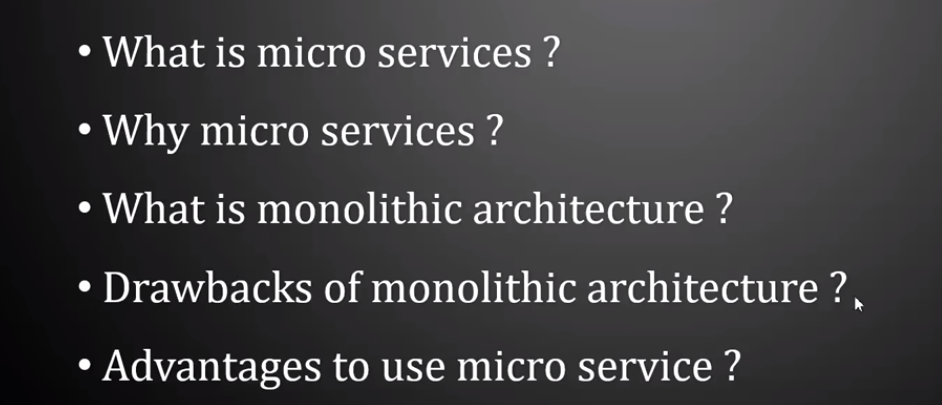 • What is micro services ?
• Why micro services ?
• What is monolithic architecture ?
• Drawbacks of monolithic architecture ?
• Advantages to use micro service ?